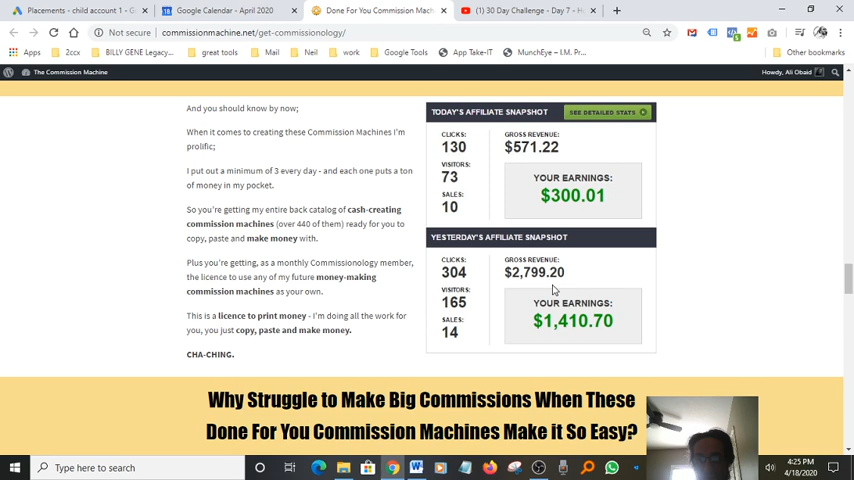 Placements - child account 1 - G
Google Calendar - April 2020
Done For You Commission Mach
(1) 30 Day Challenge - Day 7 - H
Not secure
commissionmachine.net/get-commissionology/
Apps
2ccx
BILLY GENE Legacy...
great tools
Mail
Neil
work
Google Tools
App Take-IT
MunchEye – I.M. Pr...
Other bookmarks
The Commission Machine
Howdy, Ali Obaid
And you should know by now;
When it comes to creating these Commission Machines I'm
prolific;
I put out a minimum of 3 every day - and each one puts a ton
of money in my pocket.
So you're getting my entire back catalog of cash-creating
commission machines (over 440 of them) ready for you to
copy, paste and make money with.
Plus you're getting, as a monthly Commissionology member,
the licence to use any of my future money-making
commission machines as your own.
This is a licence to print money - I'm doing all the work for
you, you just copy, paste and make money.
CHA-CHING.
TODAY'S AFFILIATE SNAPSHOT
SEE DETAILED STATS
CLICKS:
130
VISITORS:
73
SALES:
10
GROSS REVENUE:
$571.22
YOUR EARNINGS:
$300.01
YESTERDAY'S AFFILIATE SNAPSHOT
CLICKS:
304
VISITORS:
165
SALES:
14
GROSS REVENUE:
$2,799.20
YOUR EARNINGS:
$1,410.70
Why Struggle to Make Big Commissions When These
Done For You Commission Machines Make it So Easy?
Type here to search
4:25 PM
4/18/2020